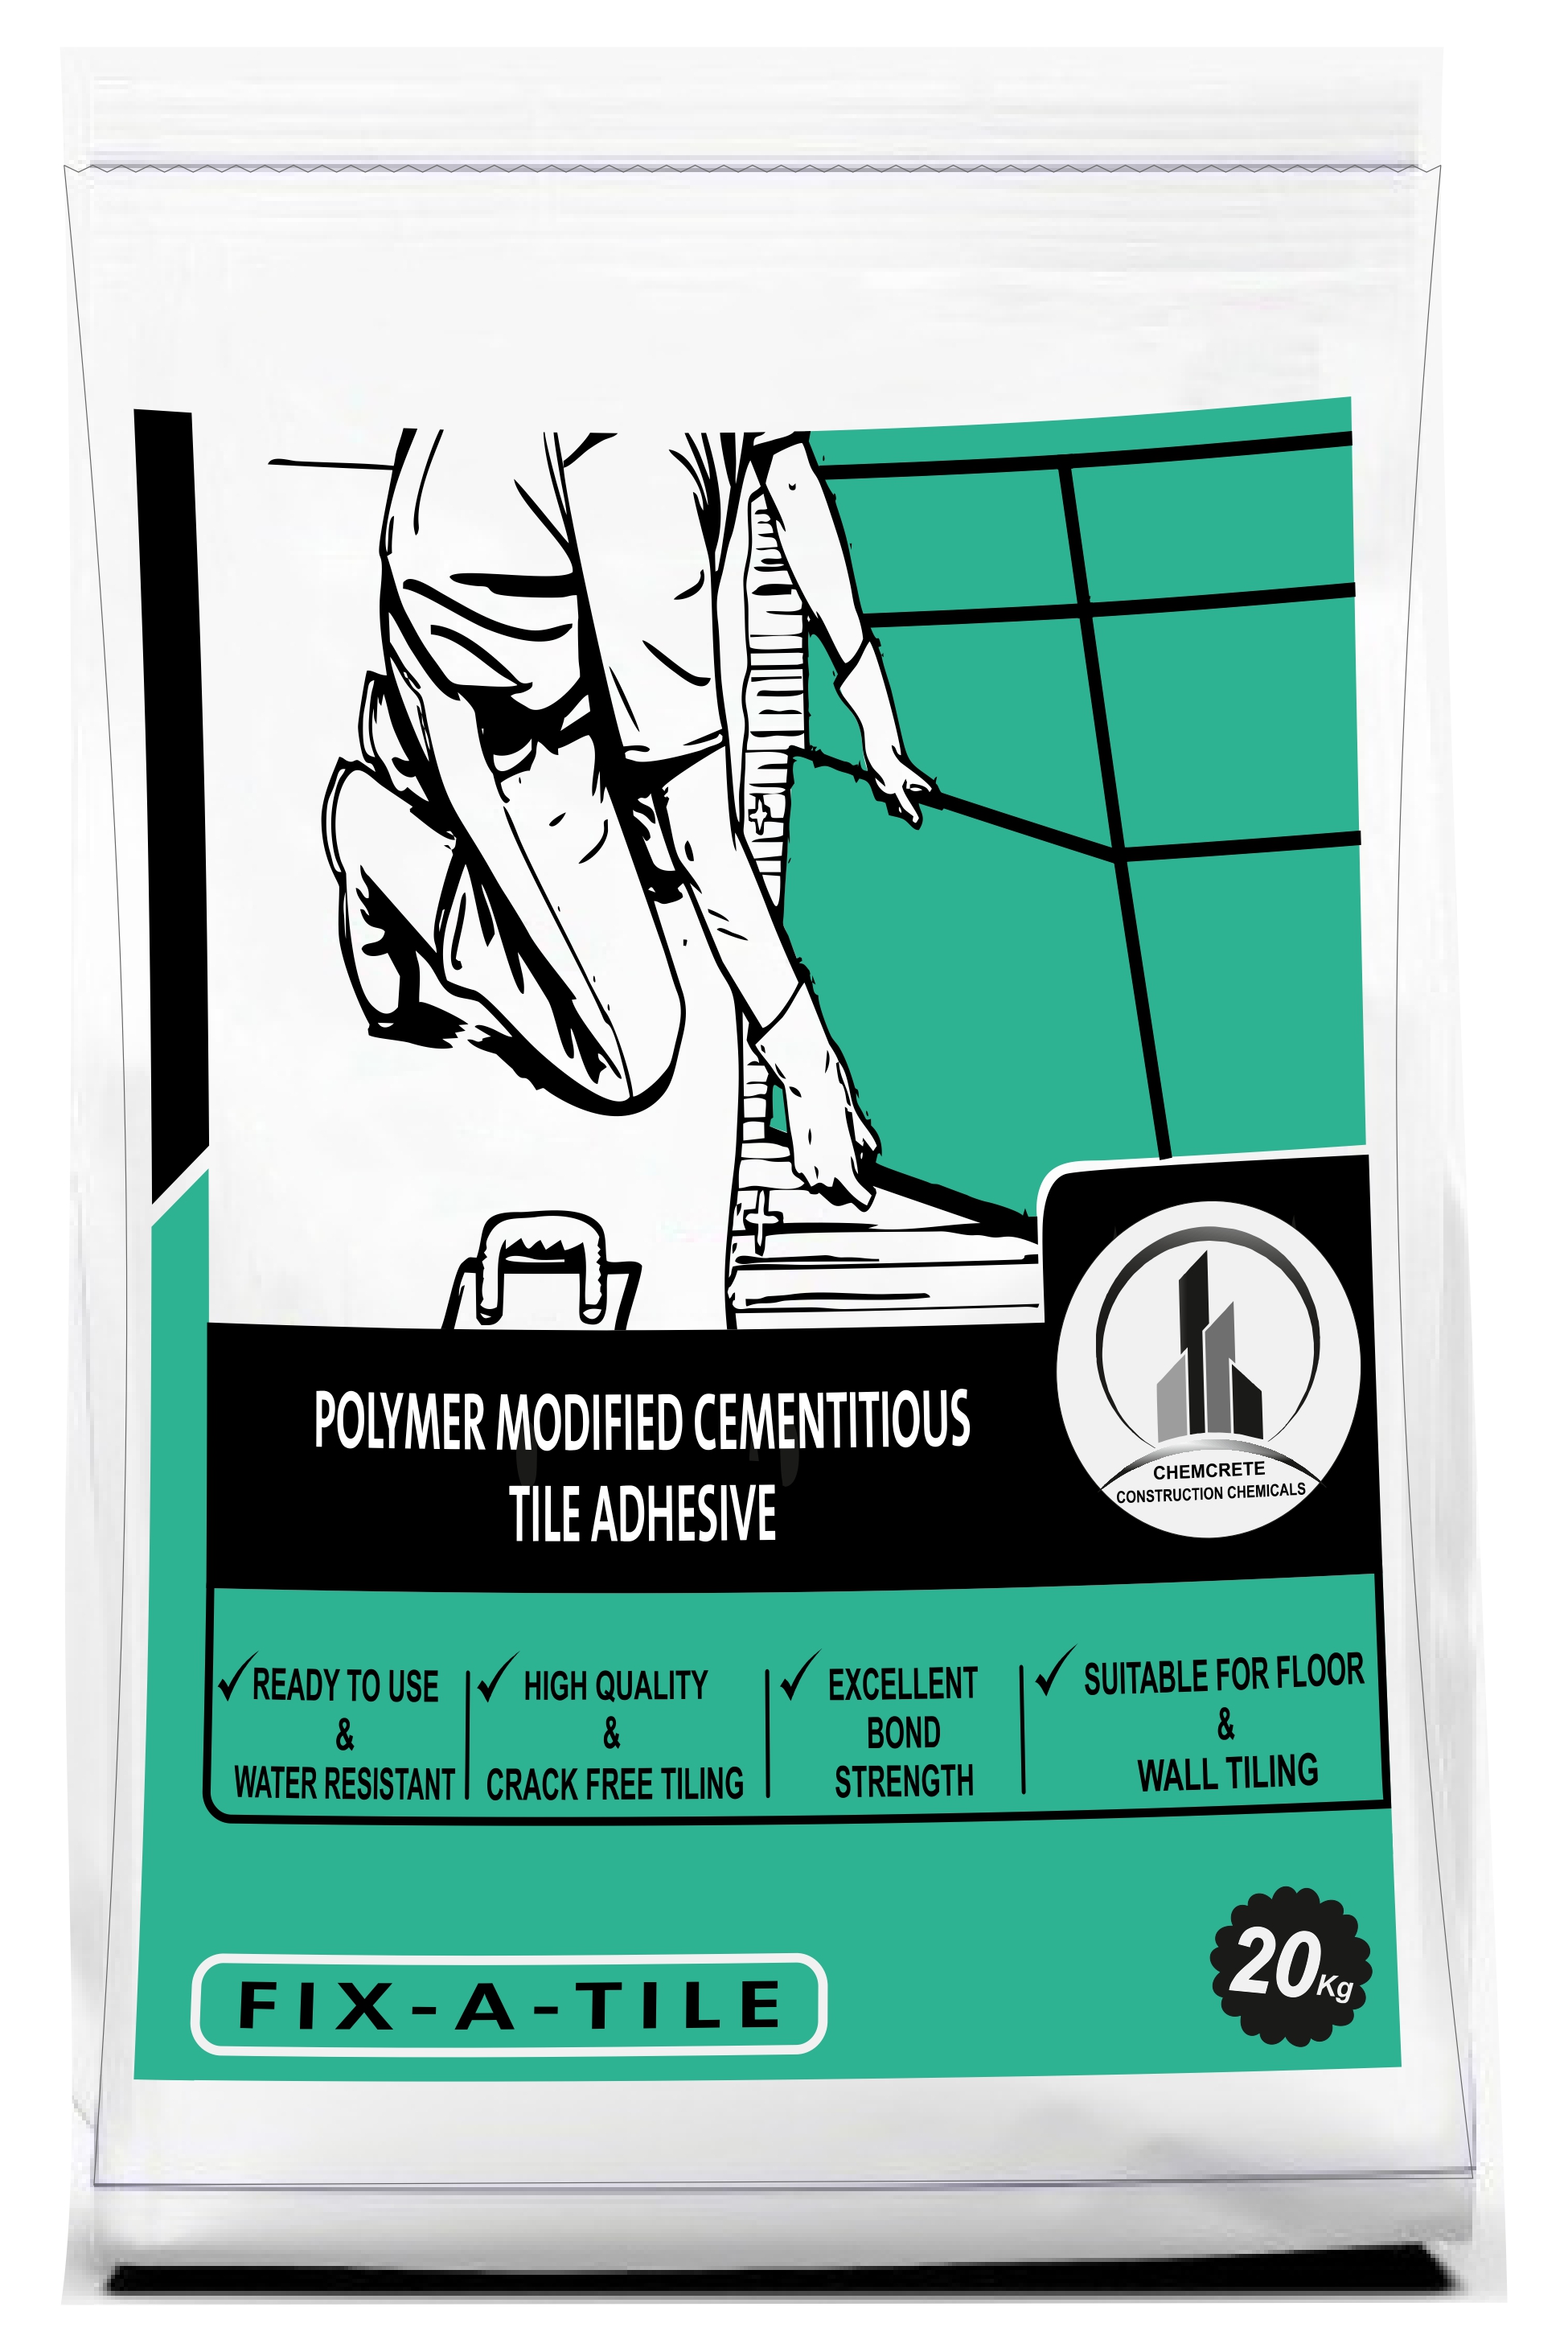 POLYMER MODIFIED CEMENTITIOUS
TILE ADHESIVE
CHEMCRETE
CONSTRUCTION CHEMICALS
READY TO USE
&
WATER RESISTANT
HIGH QUALITY
&
CRACK FREE TILING
EXCELLENT
BOND
STRENGTH
SUITABLE FOR FLOOR
&
WALL TILING
FIX-A-TILE
20Kg